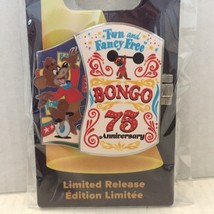 Fun and
Fancy Free
BONGO
75
Anniversary
Limited Release
Édition Limitée